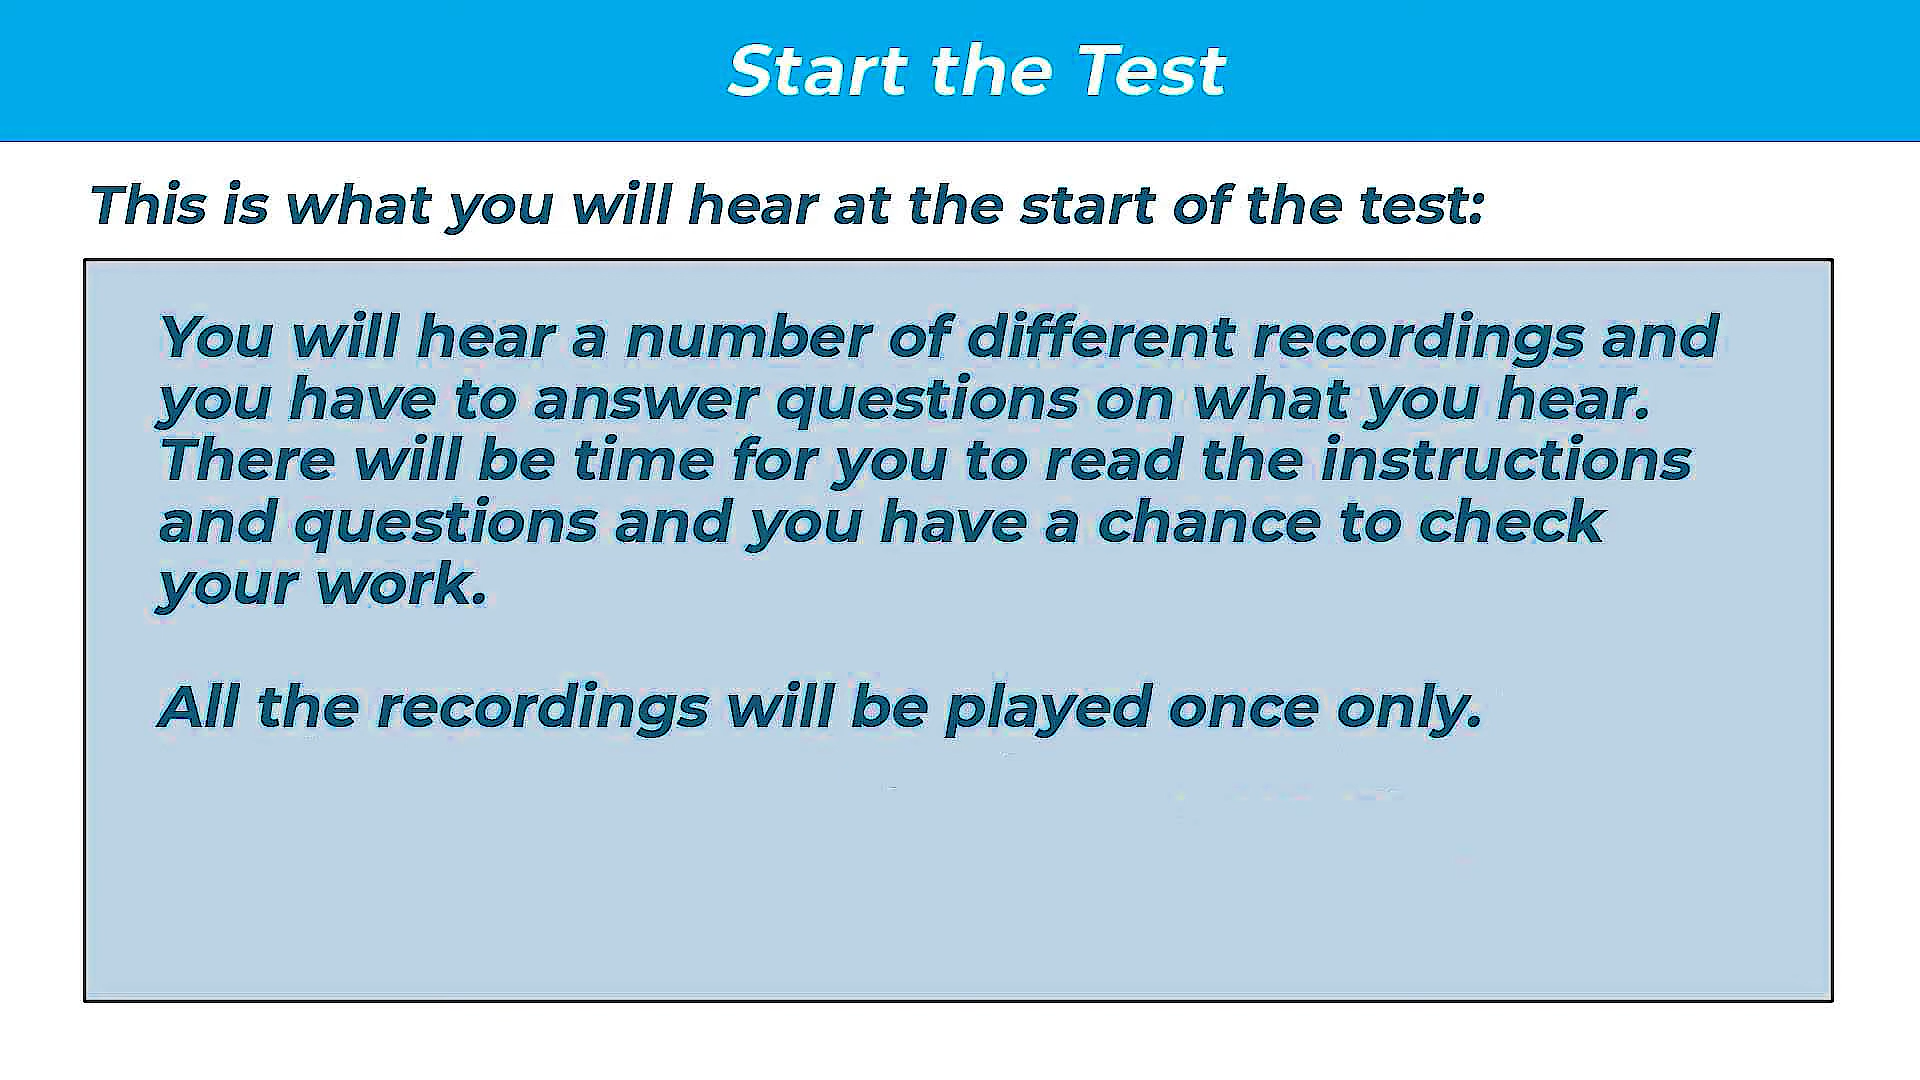 Start the Test
This is what you will hear at the start of the test:
You will hear a number of different recordings and
you have to answer questions on what you hear.
There will be time for you to read the instructions
and questions and you have a chance to check
your work.
All the recordings will be played once only.